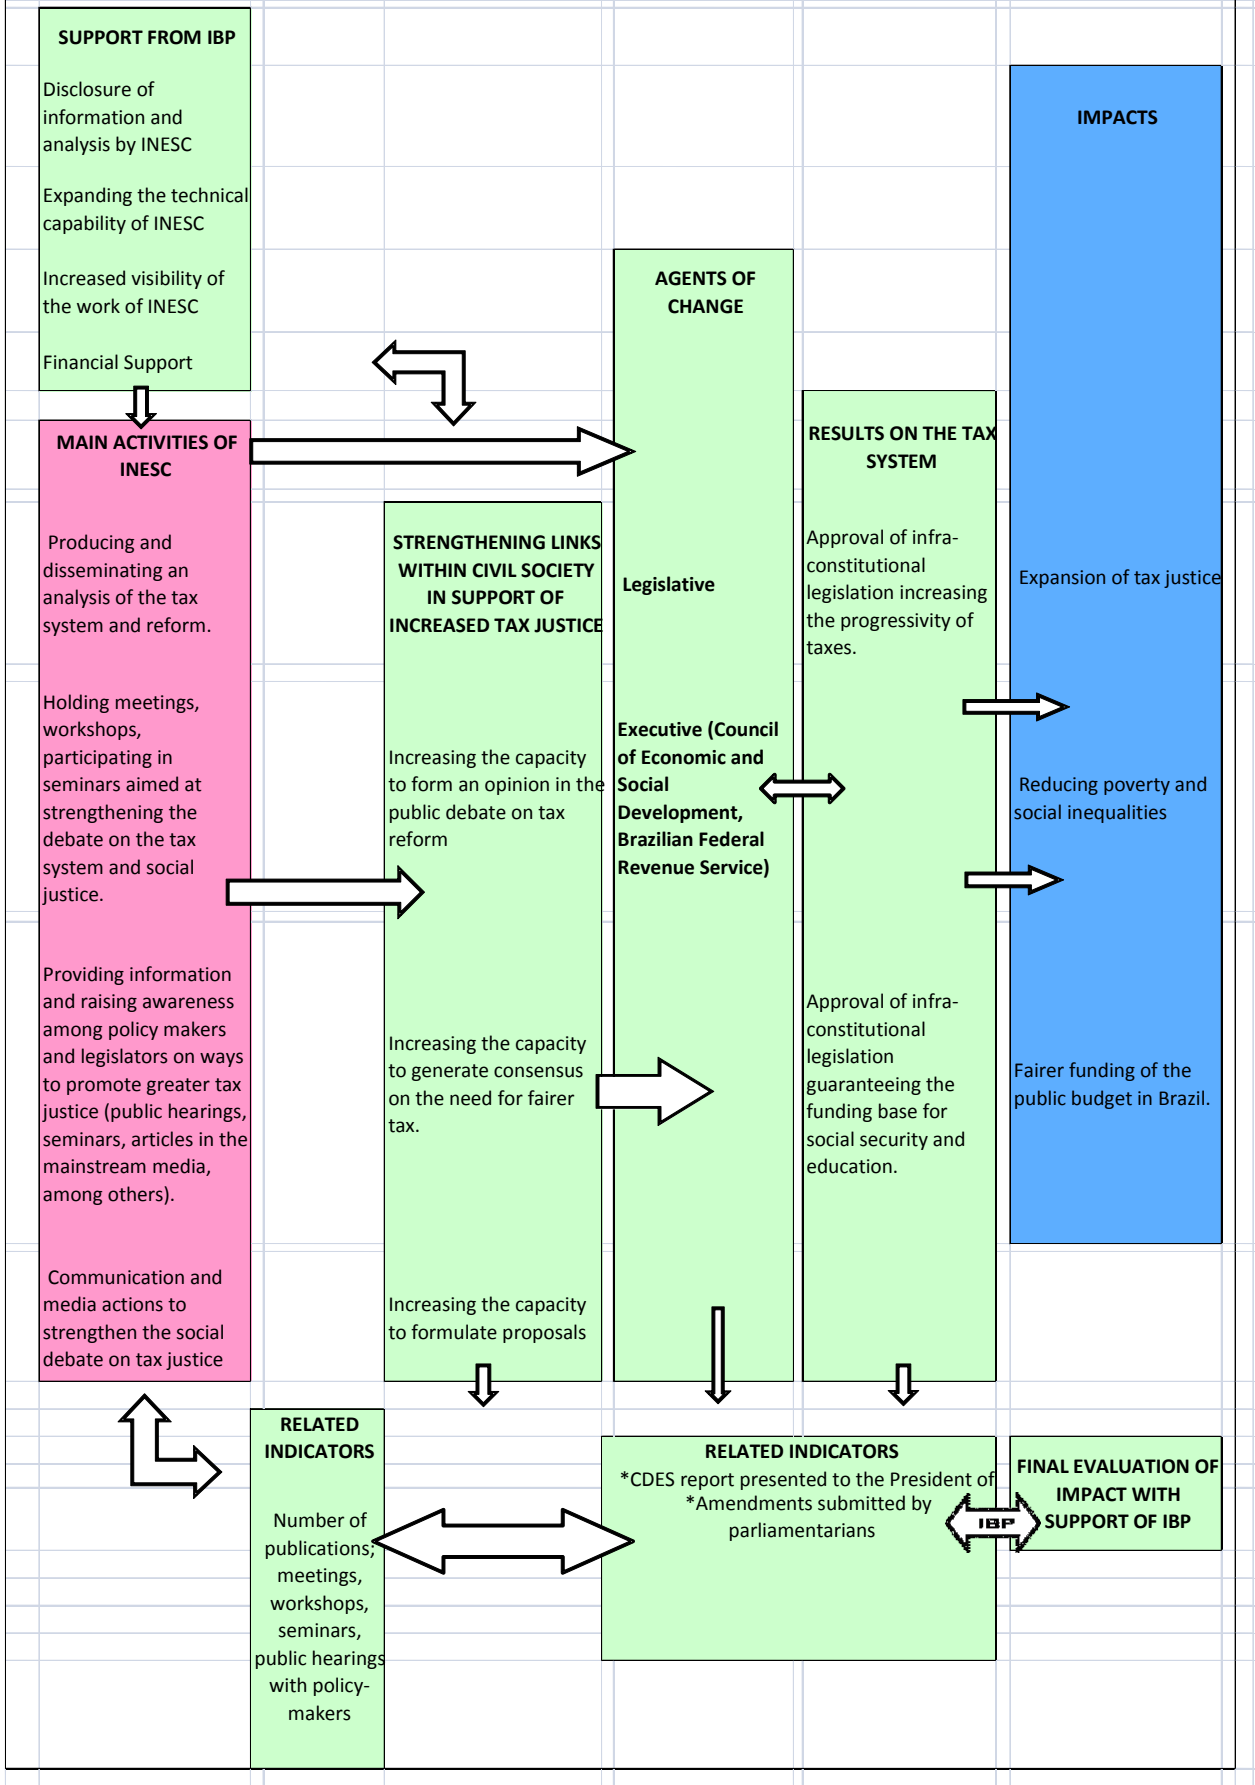 SUPPORT FROM IBP
Disclosure of
information and
analysis by INESC
Expanding the technical
capability of INESC
Increased visibility of
the work of INESC
Financial Support
MAIN ACTIVITIES OF
INESC
Producing and
disseminating an
analysis of the tax
system and reform.
Holding meetings,
workshops,
participating in
seminars aimed at
strengthening the
debate on the tax
system and social
justice.
Providing information
and raising awareness
among policy makers
and legislators on ways
to promote greater tax
justice (public hearings,
seminars, articles in the
mainstream media,
among others).
Communication and
media actions to
strengthen the social
debate on tax justice
STRENGTHENING LINKS
WITHIN CIVIL SOCIETY
IN SUPPORT OF
INCREASED TAX JUSTICE
Increasing the capacity
to form an opinion in the
public debate on tax
reform
Increasing the capacity
to generate consensus
on the need for fairer
tax.
Increasing the capacity
to formulate proposals
AGENTS OF
CHANGE
Legislative
Executive (Council
of Economic and
Social
Development,
Brazilian Federal
Revenue Service)
RESULTS ON THE TAX
SYSTEM
Approval of infra-
constitutional
legislation increasing
the progressivity of
taxes.
Approval of infra-
constitutional
legislation
guaranteeing the
funding base for
social security and
education.
IMPACTS
Expansion of tax justice
Reducing poverty and
social inequalities
Fairer funding of the
public budget in Brazil.
RELATED
INDICATORS
Number of
publications;
meetings,
workshops,
seminars,
public hearings
with policy-
makers
RELATED INDICATORS
*CDES report presented to the President of
*Amendments submitted by
parliamentarians
IBP
FINAL EVALUATION OF
IMPACT WITH
SUPPORT OF IBP